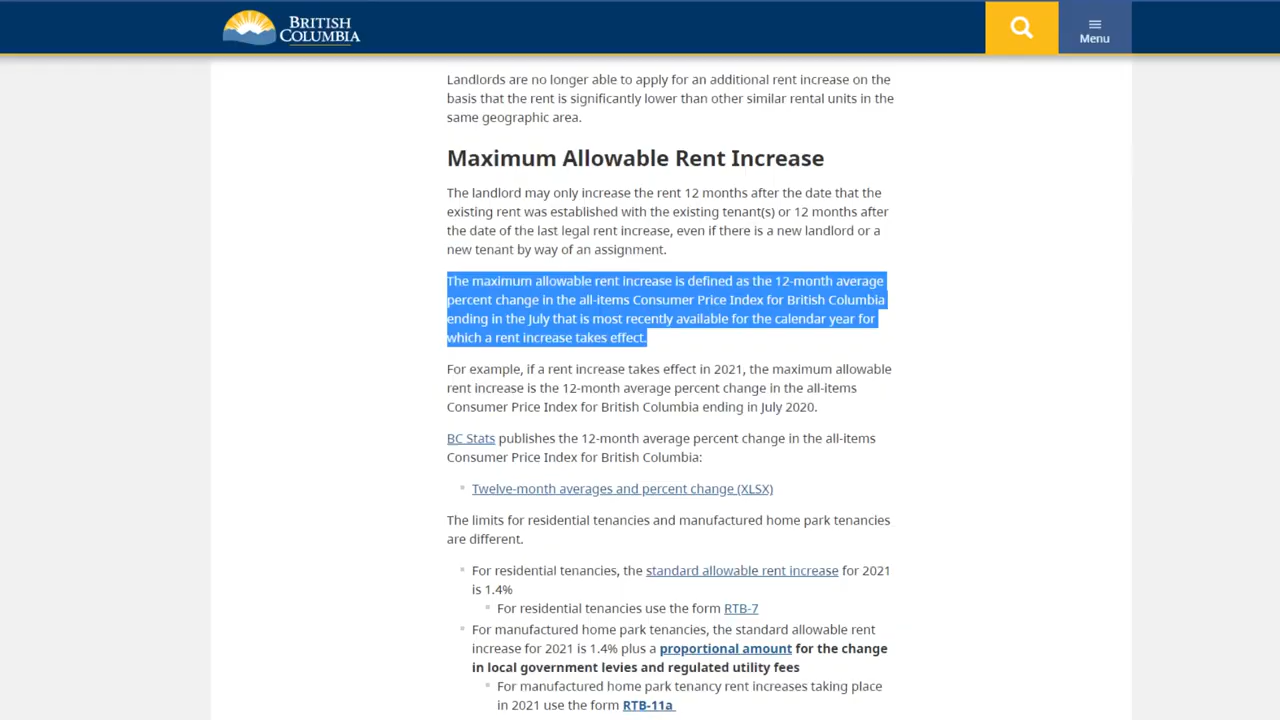 BRITISH
COLUMBIA
Menu
Landlords are no longer able to apply for an additional rent increase on the
basis that the rent is significantly lower than other similar rental units in the
same geographic area.
Maximum Allowable Rent Increase
The landlord may only increase the rent 12 months after the date that the
existing rent was established with the existing tenant(s) or 12 months after
the date of the last legal rent increase, even if there is a new landlord or a
new tenant by way of an assignment.
The maximum allowable rent increase is defined as the 12-month average
percent change in the all-items Consumer Price Index for British Columbia
ending in the July that is most recently available for the calendar year for
which a rent increase takes effect.
For example, if a rent increase takes effect in 2021, the maximum allowable
rent increase is the 12-month average percent change in the all-items
Consumer Price Index for British Columbia ending in July 2020.
BC Stats publishes the 12-month average percent change in the all-items
Consumer Price Index for British Columbia:
Twelve-month averages and percent change (XLSX)
The limits for residential tenancies and manufactured home park tenancies
are different.
For residential tenancies, the standard allowable rent increase for 2021
is 1.4%
For residential tenancies use the form RTB-7
For manufactured home park tenancies, the standard allowable rent
increase for 2021 is 1.4% plus a proportional amount for the change
in local government levies and regulated utility fees
For manufactured home park tenancy rent increases taking place
in 2021 use the form RTB-11a